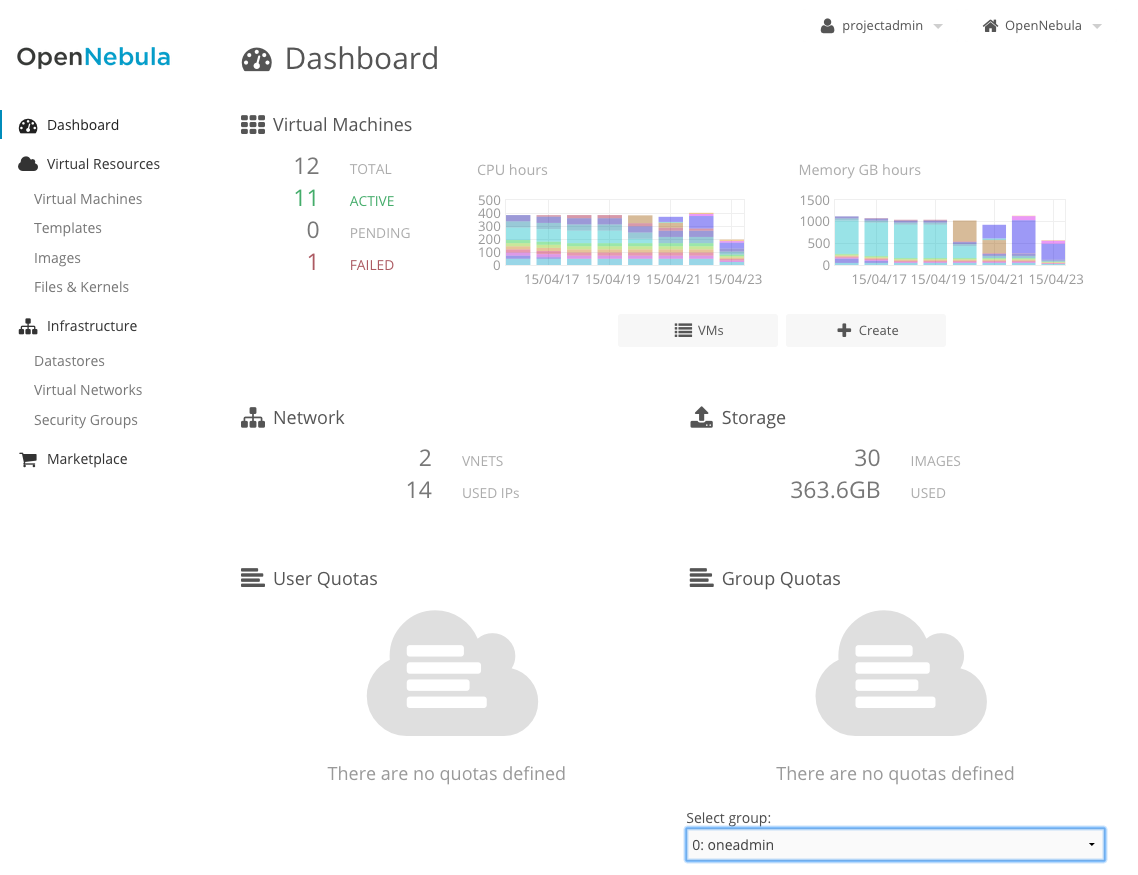 projectadmin
OpenNebula
OpenNebula
Dashboard
Dashboard
Virtual Resources
Virtual Machines
Templates
Images
Files & Kernels
Infrastructure
Datastores
Virtual Networks
Security Groups
Marketplace
Virtual Machines
12 TOTAL
11 ACTIVE
0 PENDING
1 FAILED
CPU hours
500
400
300
200
100
0
15/04/17 15/04/19 15/04/21 15/04/23
Memory GB hours
1500
1000
500
0
15/04/17 15/04/19 15/04/21 15/04/23
VMs
Create
Network
2 VNETS
14 USED IPs
Storage
30 IMAGES
363.6GB USED
User Quotas
There are no quotas defined
Group Quotas
There are no quotas defined
Select group:
0: oneadmin